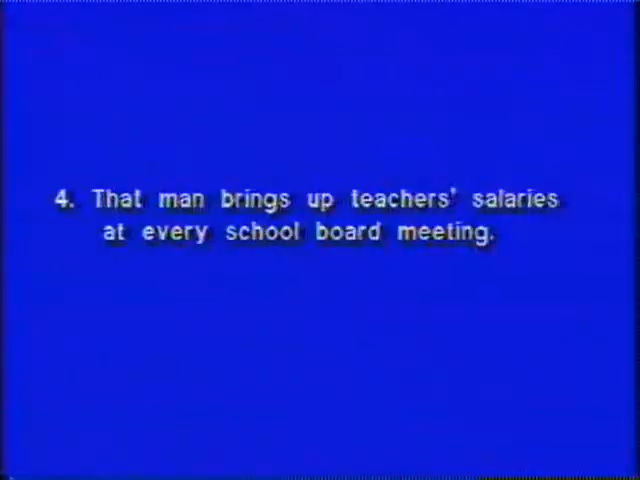 4. That man brings up teachers' salaries
at every school board meeting.